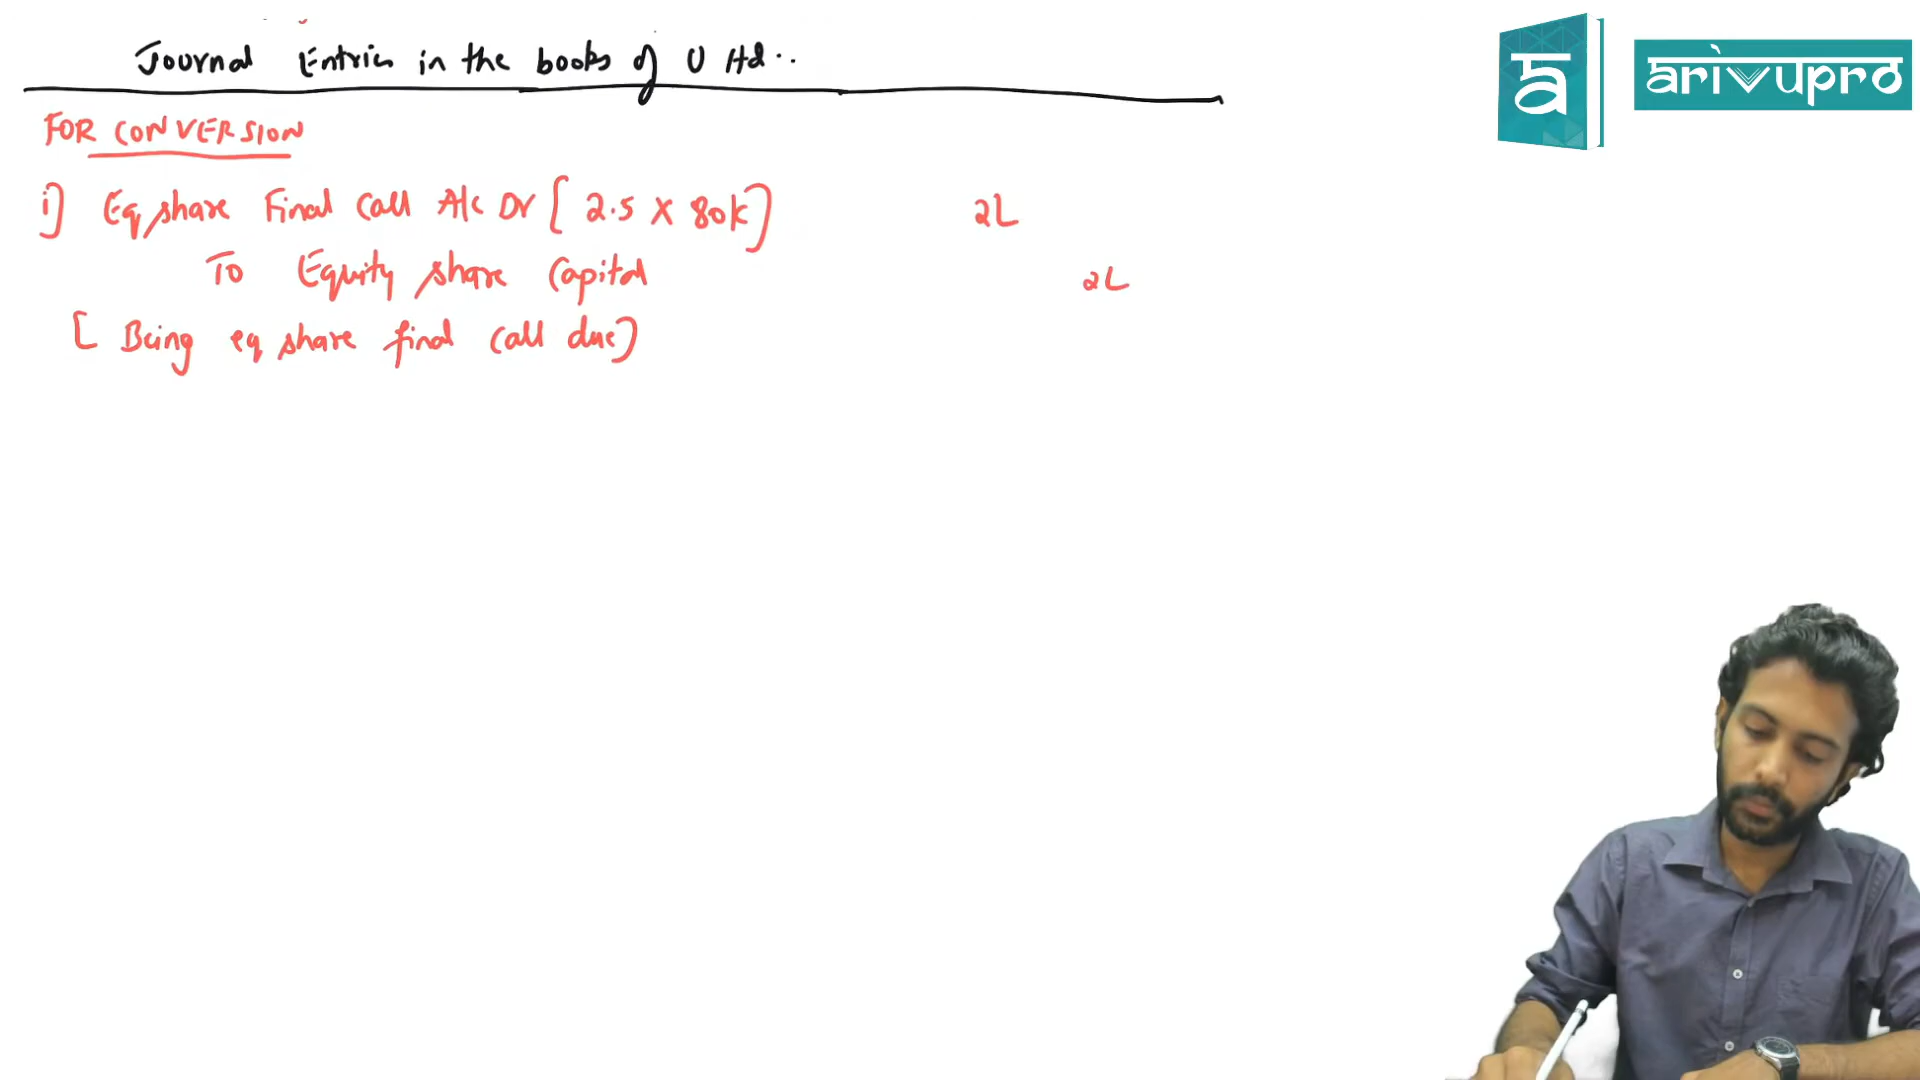 Journal Entries in the books of U Ltd..
ā arivupro
FOR CONVERSION
i] Eq share Final Call A/c Dr [ 2.5 X 80k] 2L
To Equity share Capital 2L
[ Being eq share final call due)